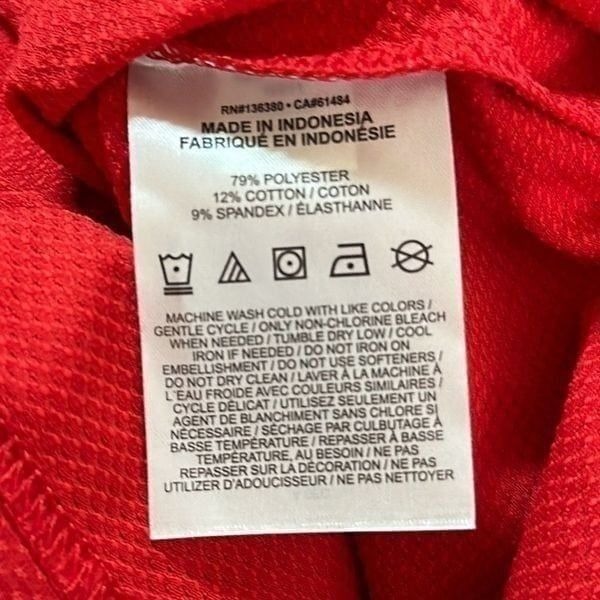 RN#136380 • CA#61484
MADE IN INDONESIA
FABRIQUÉ EN INDONÉSIE
79% POLYESTER
12% COTTON / COTON
9% SPANDEX / ÉLASTHANNE
MACHINE WASH COLD WITH LIKE COLORS /
GENTLE CYCLE / ONLY NON-CHLORINE BLEACH
WHEN NEEDED / TUMBLE DRY LOW / COOL
IRON IF NEEDED / DO NOT IRON ON
EMBELLISHMENT / DO NOT USE SOFTENERS /
DO NOT DRY CLEAN / LAVER À LA MACHINE À
L'EAU FROIDE AVEC COULEURS SIMILAIRES /
CYCLE DÉLICAT / UTILISEZ SEULEMENT UN
AGENT DE BLANCHIMENT SANS CHLORE SI
NÉCESSAIRE / SÉCHAGE PAR CULBUTAGE À
BASSE TEMPÉRATURE / REPASSER À BASSE
TEMPÉRATURE, AU BESOIN / NE PAS
REPASSER SUR LA DÉCORATION / NE PAS
UTILIZER D'ADOUCISSEUR / NE PAS NETTOYER